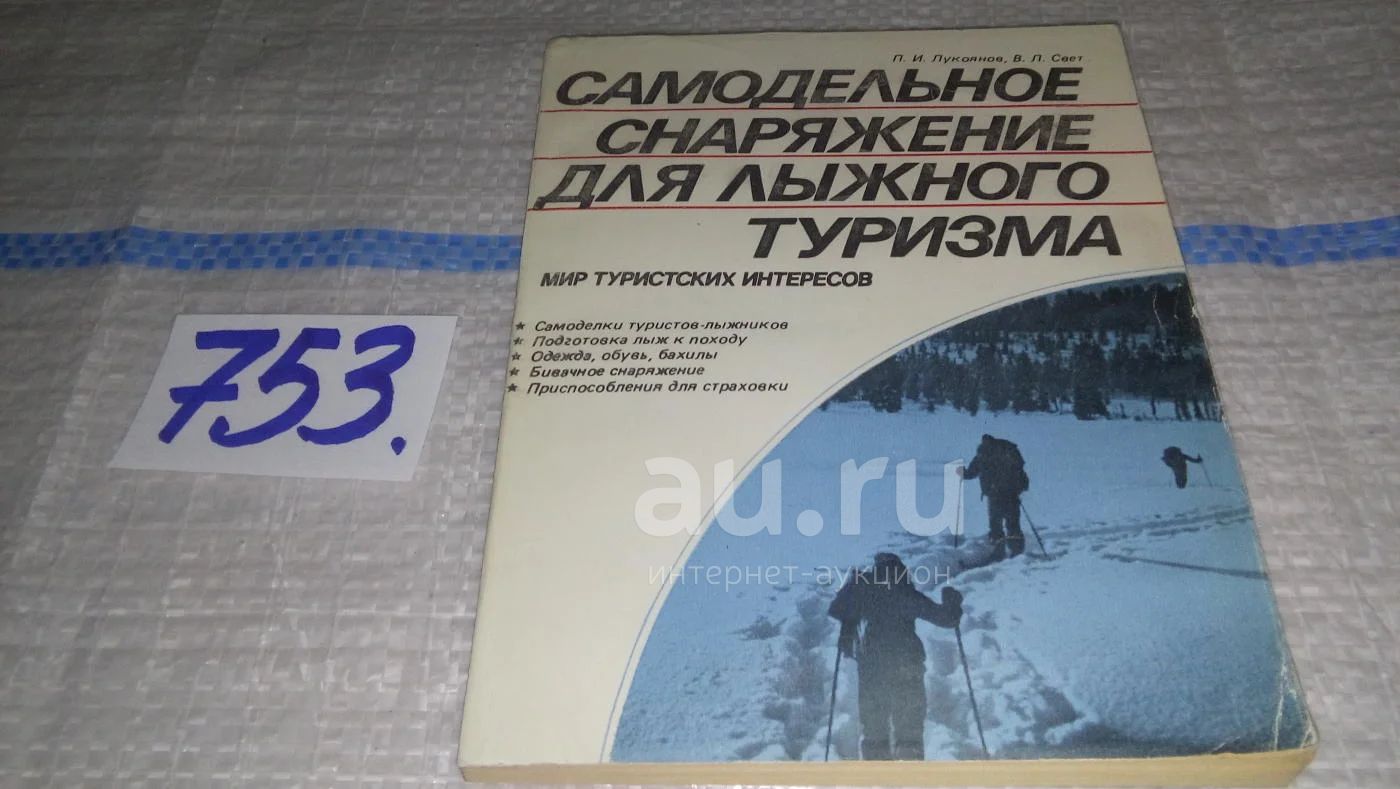 П. И. Лукоянов, В. Л. Свет
САМОДЕЛЬНОЕ
СНАРЯЖЕНИЕ
ДЛЯ ЛЫЖНОГО
ТУРИЗМА
МИР ТУРИСТСКИХ ИНТЕРЕСОВ
★ Самоделки туристов-лыжников
★ Подготовка лыж к походу
★ Одежда, обувь, бахилы
★ Бивачное снаряжение
★ Приспособления для страховки
753.
au.ru
интернет-аукцион